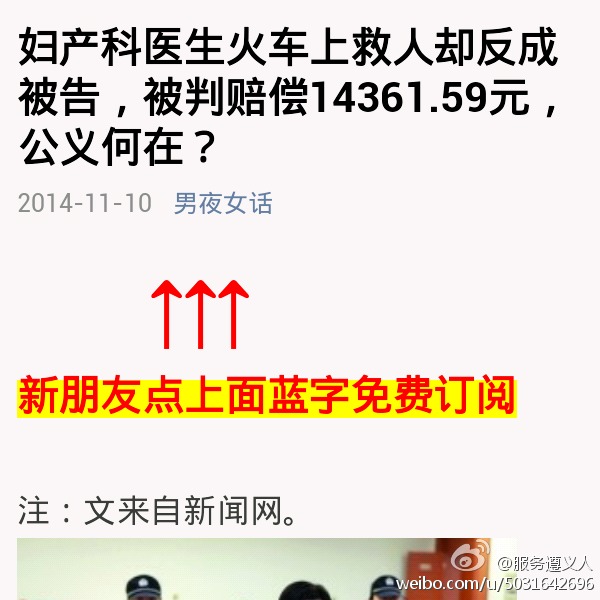 妇产科医生火车上救人却反成
被告，被判赔偿14361.59元，
公义何在？
2014-11-10 男夜女话
↑↑↑
新朋友点上面蓝字免费订阅
注：文来自新闻网。
@服务遵义人
weibo.com/u/5031642696